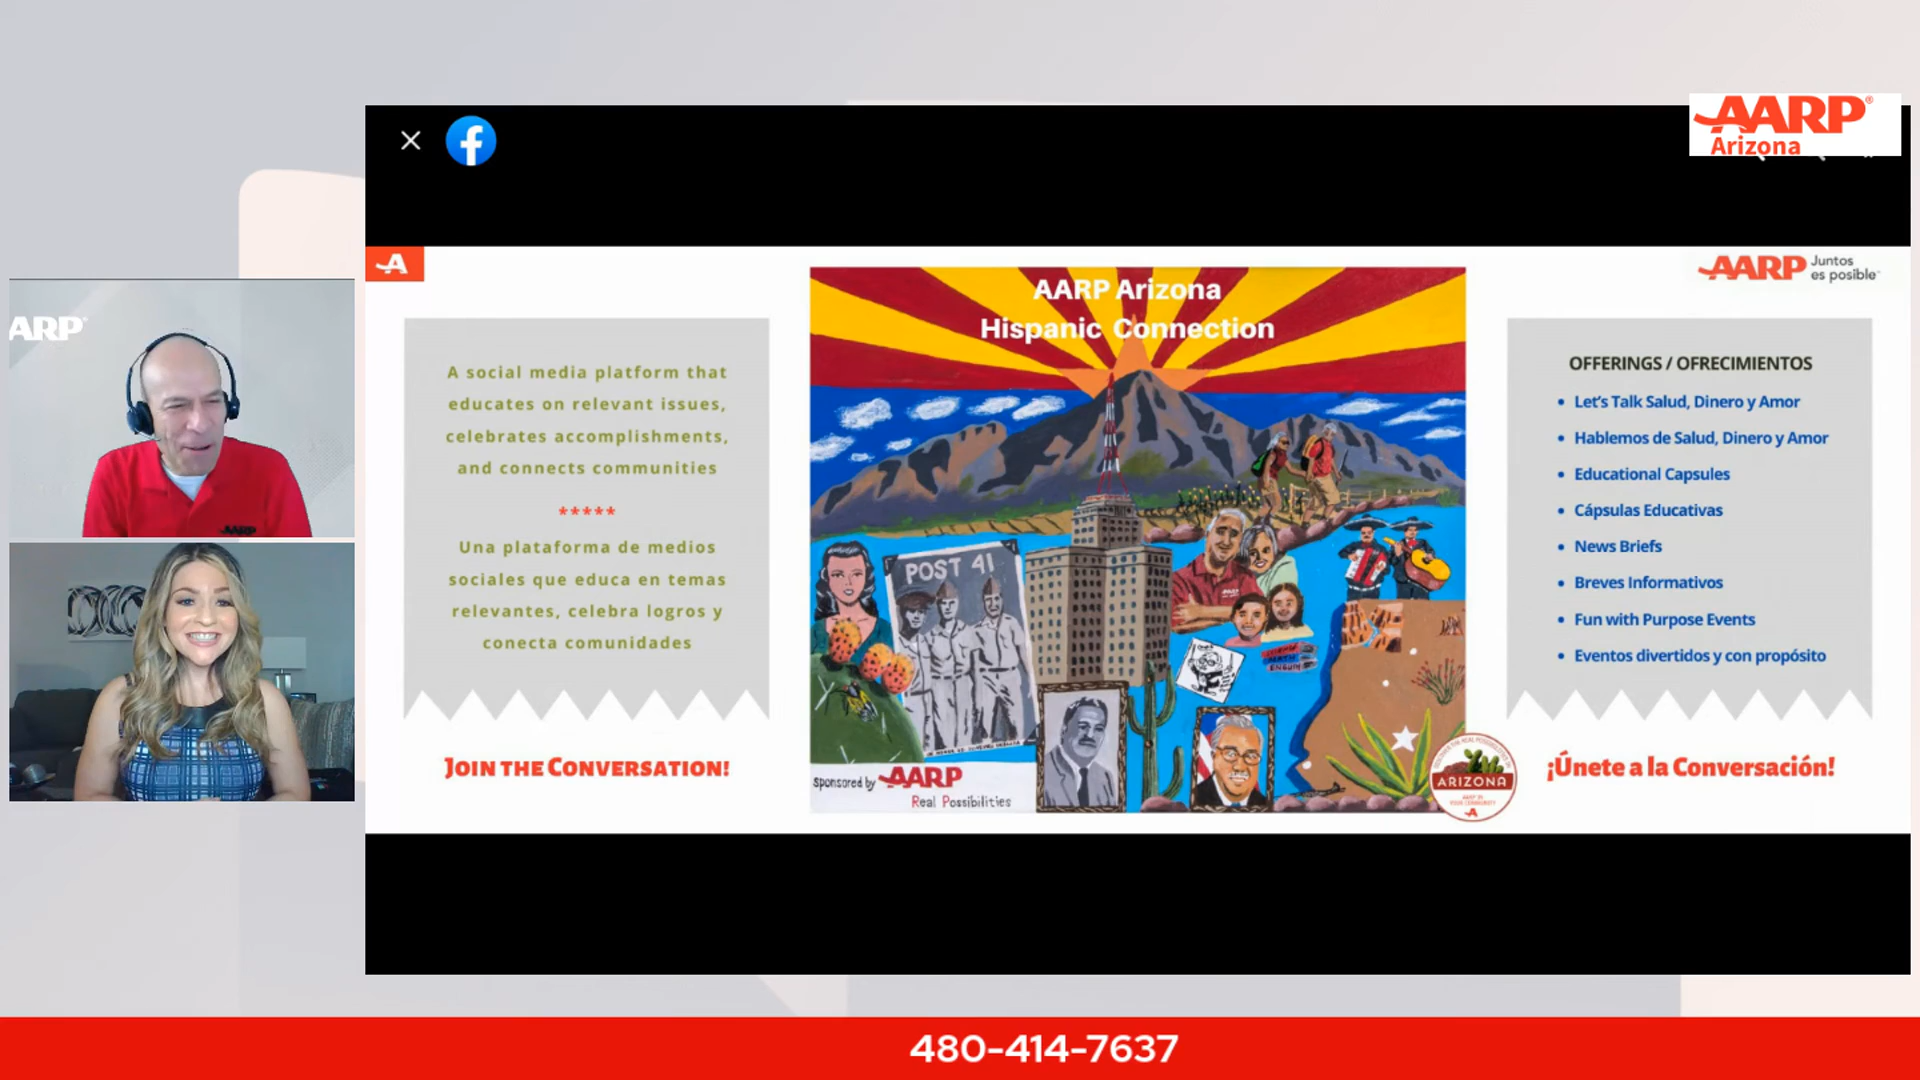 AARP
Arizona
AARP Juntos
es posible
ARP
AARP
A social media platform that
educates on relevant issues,
celebrates accomplishments,
and connects communities
*****
Una plataforma de medios
sociales que educa en temas
relevantes, celebra logros y
conecta comunidades
JOIN THE CONVERSATION!
AARP Arizona
Hispanic Connection
POST 41
SCIENCE
MATH
ENGLISH
sponsored by AARP
Real Possibilities
ARIZONA
OFFERINGS / OFRECIMIENTOS
• Let's Talk Salud, Dinero y Amor
• Hablemos de Salud, Dinero y Amor
• Educational Capsules
• Cápsulas Educativas
• News Briefs
• Breves Informativos
• Fun with Purpose Events
• Eventos divertidos y con propósito
¡Únete a la Conversación!
480-414-7637